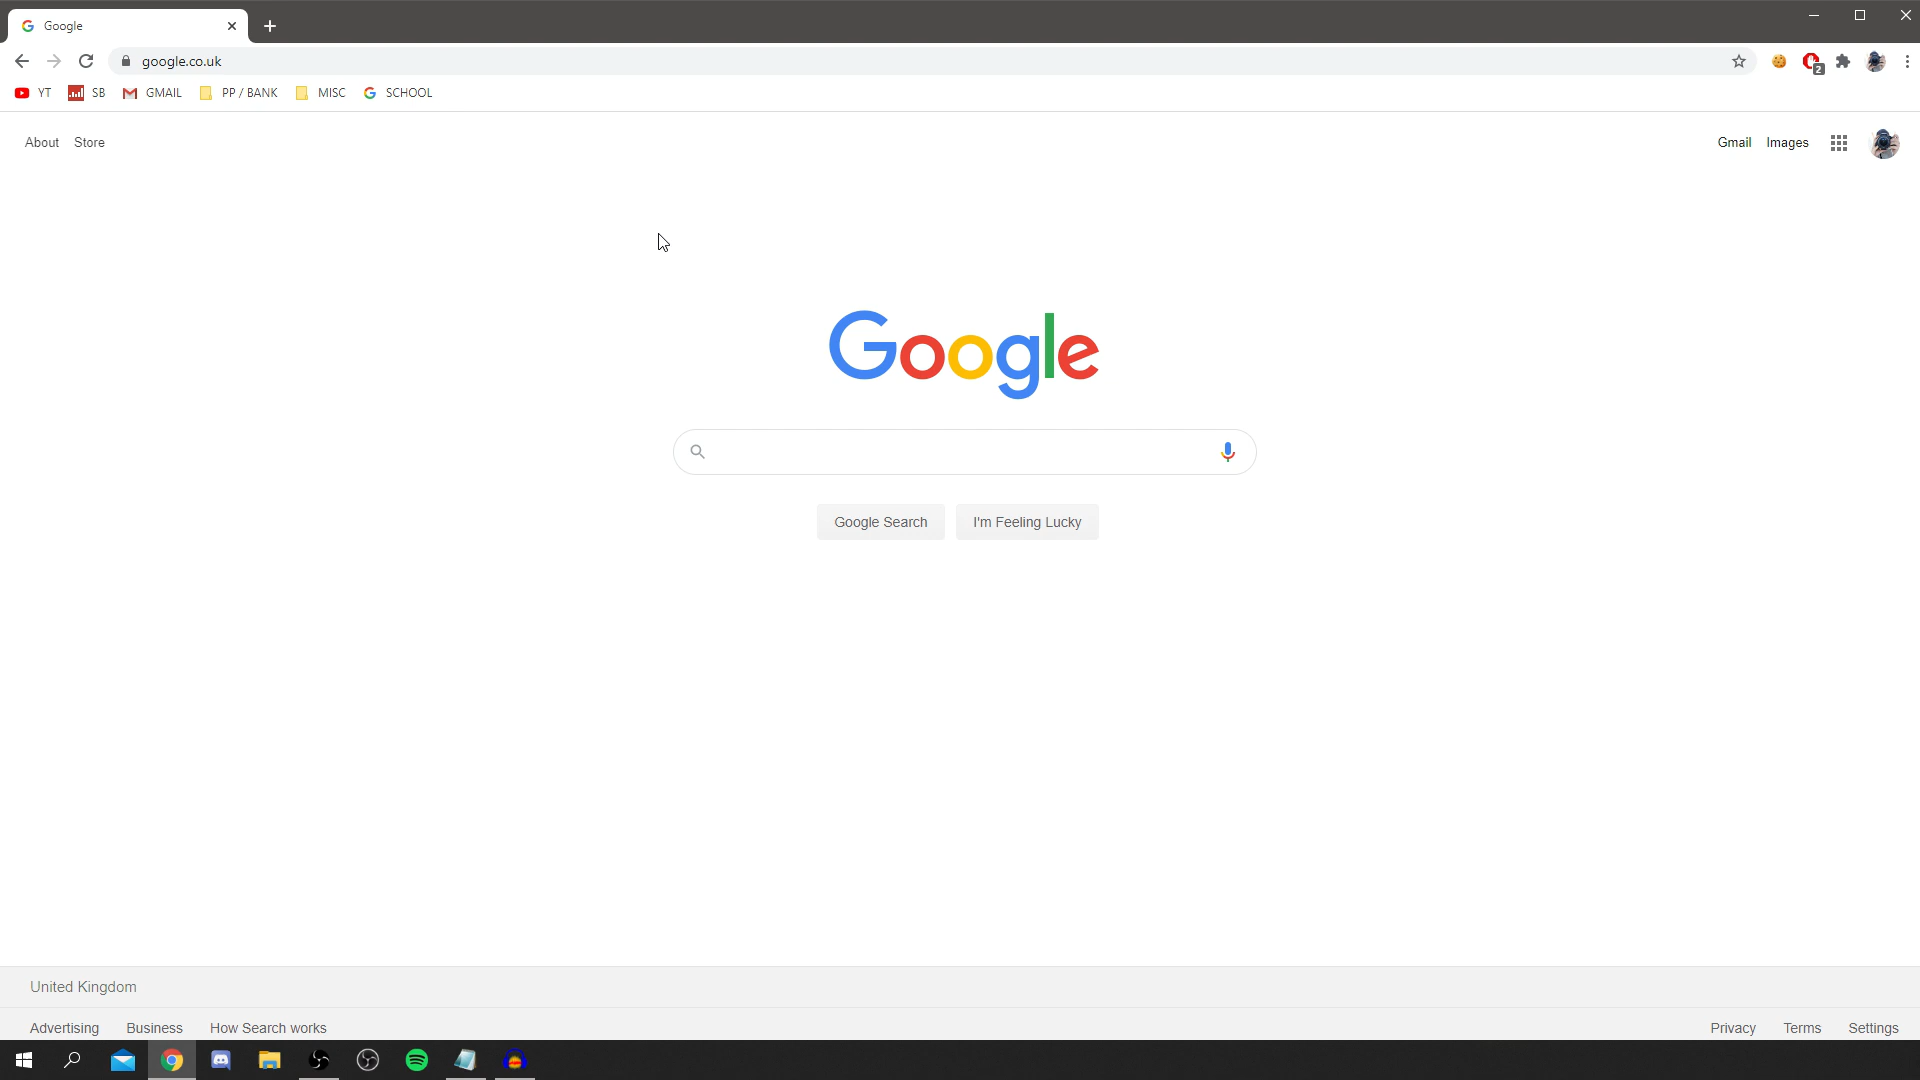 Google
google.co.uk
2
YT SB GMAIL PP / BANK MISC SCHOOL
About Store Gmail Images
Google
Google Search I'm Feeling Lucky
United Kingdom
Advertising Business How Search works Privacy Terms Settings